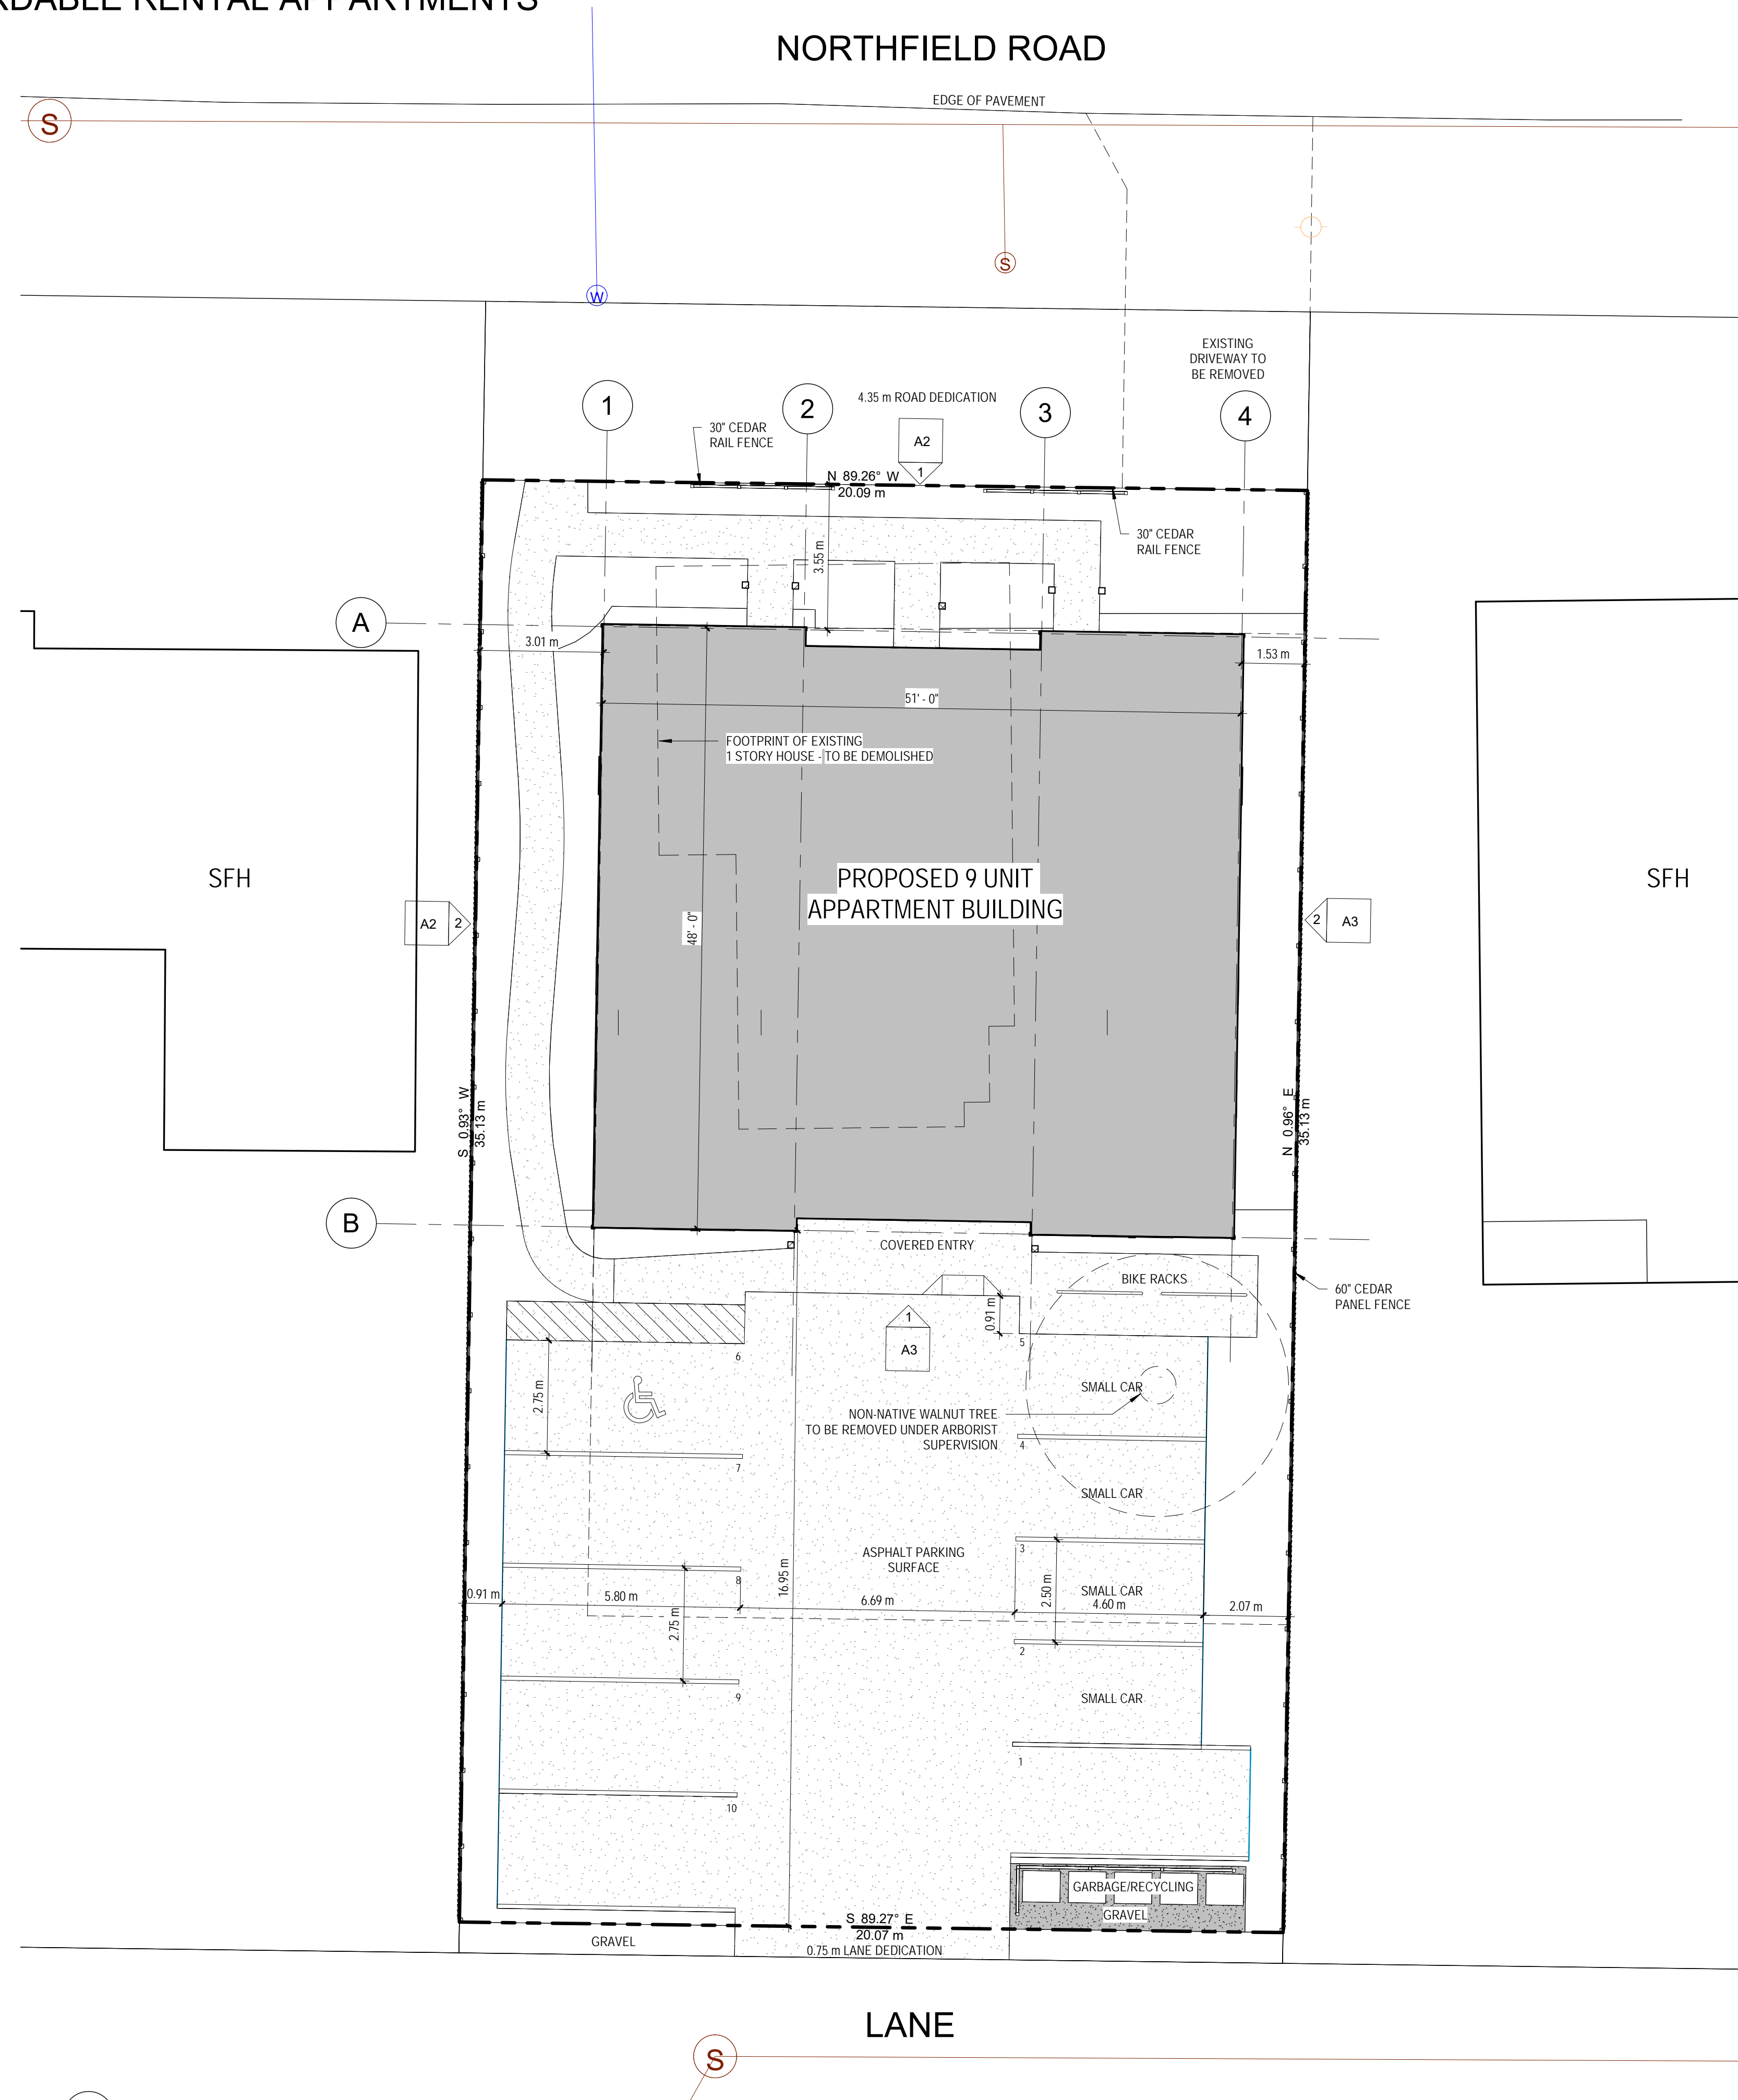 RDABLE RENTAL APPARTMENTS
NORTHFIELD ROAD
EDGE OF PAVEMENT
S
S
W
EXISTING
DRIVEWAY TO
BE REMOVED
4.35 m ROAD DEDICATION
1
2
3
4
30" CEDAR
RAIL FENCE
A2
1
N 89.26° W
20.09 m
30" CEDAR
RAIL FENCE
3.55 m
A
3.01 m
1.53 m
51' - 0"
FOOTPRINT OF EXISTING
1 STORY HOUSE - TO BE DEMOLISHED
SFH
PROPOSED 9 UNIT
APPARTMENT BUILDING
SFH
A2
2
48' - 0"
2
A3
S 0.93° W
35.13 m
N 0.96° E
35.13 m
B
COVERED ENTRY
BIKE RACKS
60" CEDAR
PANEL FENCE
0.91 m
1
A3
6
5
2.75 m
SMALL CAR
NON-NATIVE WALNUT TREE
TO BE REMOVED UNDER ARBORIST
SUPERVISION
4
7
SMALL CAR
ASPHALT PARKING
SURFACE
3
16.95 m
8
2.50 m
SMALL CAR
0.91 m
5.80 m
6.69 m
4.60 m
2.07 m
2.75 m
2
9
SMALL CAR
1
10
GARBAGE/RECYCLING
GRAVEL
S 89.27° E
20.07 m
GRAVEL
0.75 m LANE DEDICATION
LANE
S